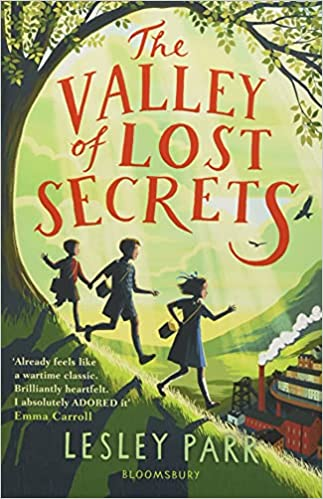 The
VALLEY
of LOST
SECRETS
'Already feels like
a wartime classic.
Brilliantly heartfelt.
I absolutely ADORED it'
Emma Carroll
LESLEY PARR
BLOOMSBURY